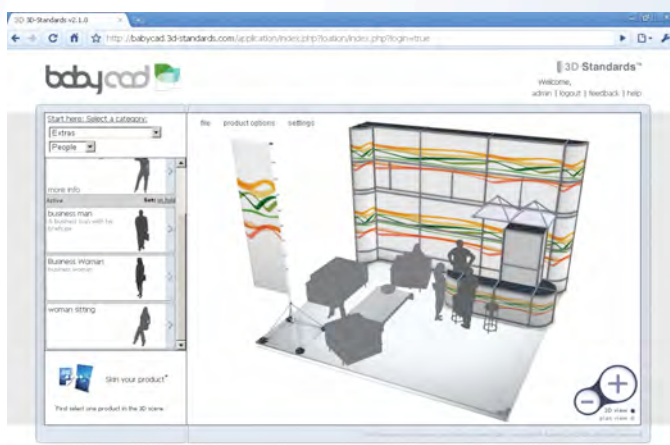 3D 3D-Standards v2.1.0
http://babycad.3d-standards.com/application/index.php?loation/index.php?login=true
babycad
3D Standards™
Welcome,
admin | logout | feedback | help
Start here: Select a category:
Extras
People
file product options settings
more info
Active
business man
A business man with his briefcase
Business Woman
business woman
woman sitting
Skin your product*
First select one product in the 3D scene.
3D view
plan view